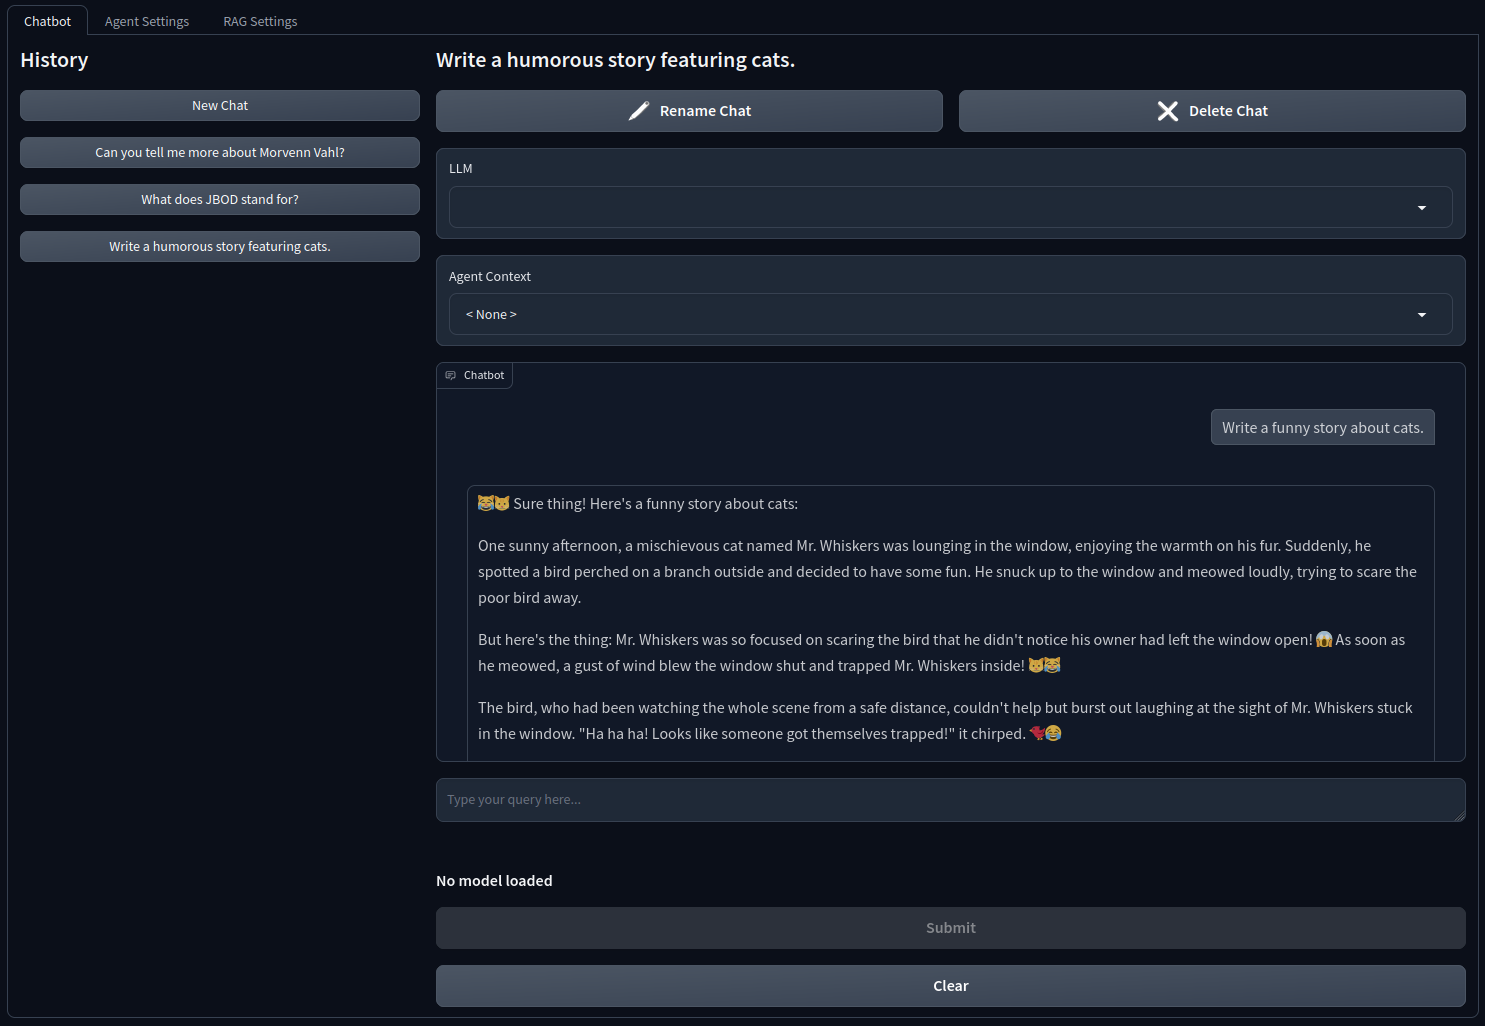 Chatbot
Agent Settings
RAG Settings
History
New Chat
Can you tell me more about Morvenn Vahl?
What does JBOD stand for?
Write a humorous story featuring cats.
Write a humorous story featuring cats.
Rename Chat
Delete Chat
LLM
Agent Context
< None >
Chatbot
Write a funny story about cats.
😹😼 Sure thing! Here's a funny story about cats:
One sunny afternoon, a mischievous cat named Mr. Whiskers was lounging in the window, enjoying the warmth on his fur. Suddenly, he
spotted a bird perched on a branch outside and decided to have some fun. He snuck up to the window and meowed loudly, trying to scare the
poor bird away.
But here's the thing: Mr. Whiskers was so focused on scaring the bird that he didn't notice his owner had left the window open! 😱 As soon as
he meowed, a gust of wind blew the window shut and trapped Mr. Whiskers inside! 😼😹
The bird, who had been watching the whole scene from a safe distance, couldn't help but burst out laughing at the sight of Mr. Whiskers stuck
in the window. "Ha ha ha! Looks like someone got themselves trapped!" it chirped. 🐦😂
Type your query here...
No model loaded
Submit
Clear